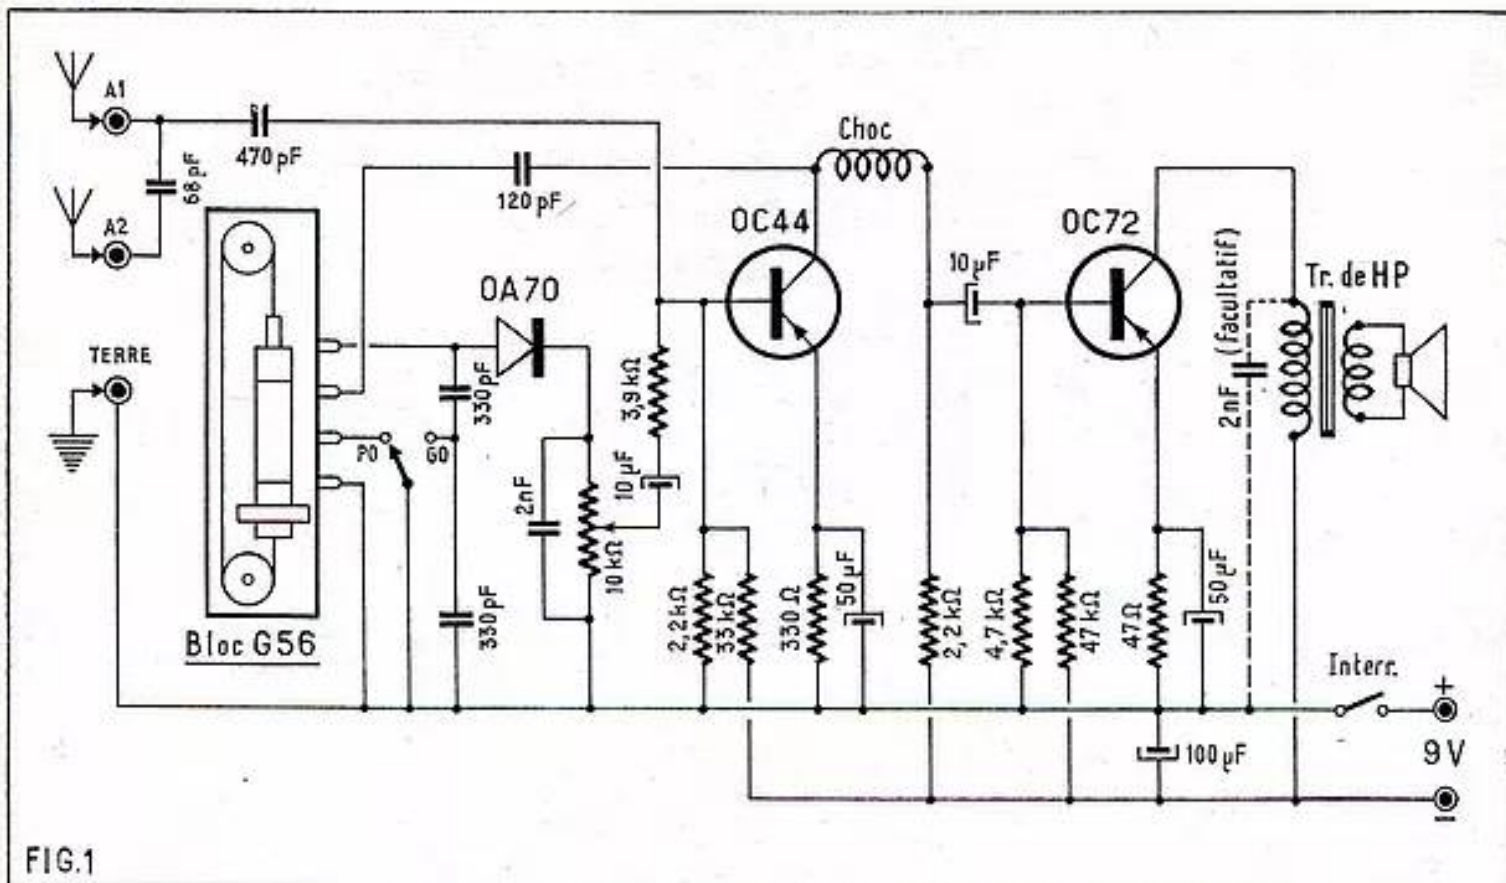 A1
470 pF
68 pF
A2
120 pF
Choc
OC44
OC72
10 µF
(facultatif)
2nF
Tr. de HP
OA70
TERRE
330 pF
3,9 kΩ
PO
GO
10 µF
2nF
10 kΩ
330 pF
2,2 kΩ
33 kΩ
330 Ω
50 µF
2,2 kΩ
4,7 kΩ
47 kΩ
47 Ω
50 µF
Bloc G56
Interr.
+
100 µF
9 V
−
FIG.1